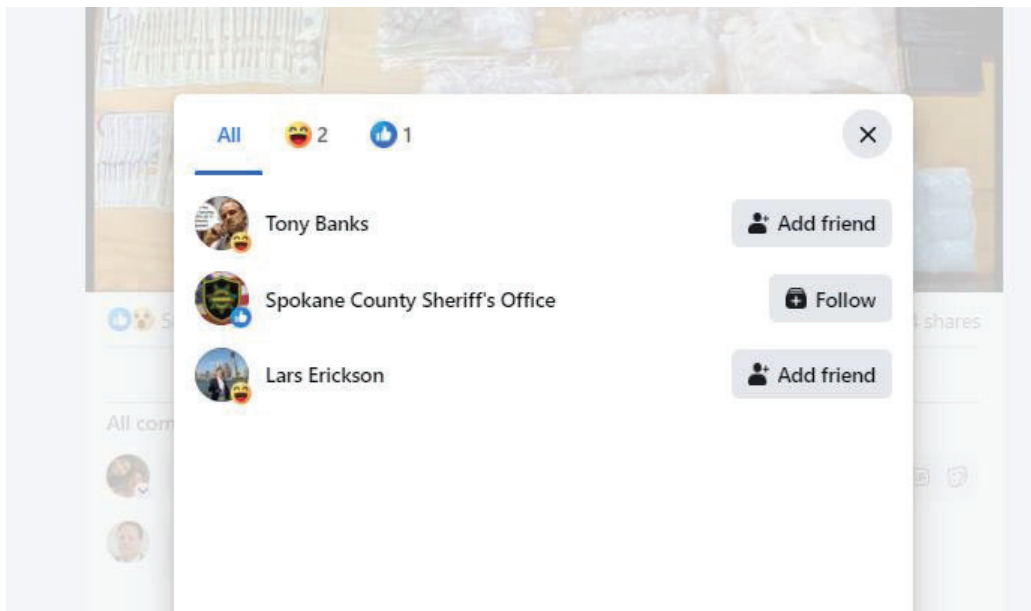 All 2 1
Tony Banks Add friend
Spokane County Sheriff's Office Follow
shares
Lars Erickson Add friend
All com